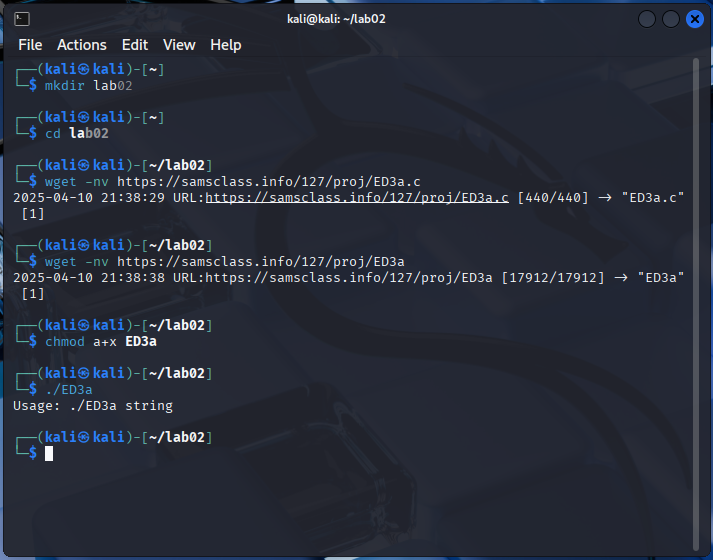 kali@kali: ~/lab02
File Actions Edit View Help
┌──(kali㉿kali)-[~]
└─$ mkdir lab02
┌──(kali㉿kali)-[~]
└─$ cd lab02
┌──(kali㉿kali)-[~/lab02]
└─$ wget -nv https://samsclass.info/127/proj/ED3a.c
2025-04-10 21:38:29 URL:https://samsclass.info/127/proj/ED3a.c [440/440] -> "ED3a.c"
[1]
┌──(kali㉿kali)-[~/lab02]
└─$ wget -nv https://samsclass.info/127/proj/ED3a
2025-04-10 21:38:38 URL:https://samsclass.info/127/proj/ED3a [17912/17912] -> "ED3a"
[1]
┌──(kali㉿kali)-[~/lab02]
└─$ chmod a+x ED3a
┌──(kali㉿kali)-[~/lab02]
└─$ ./ED3a
Usage: ./ED3a string
┌──(kali㉿kali)-[~/lab02]
└─$